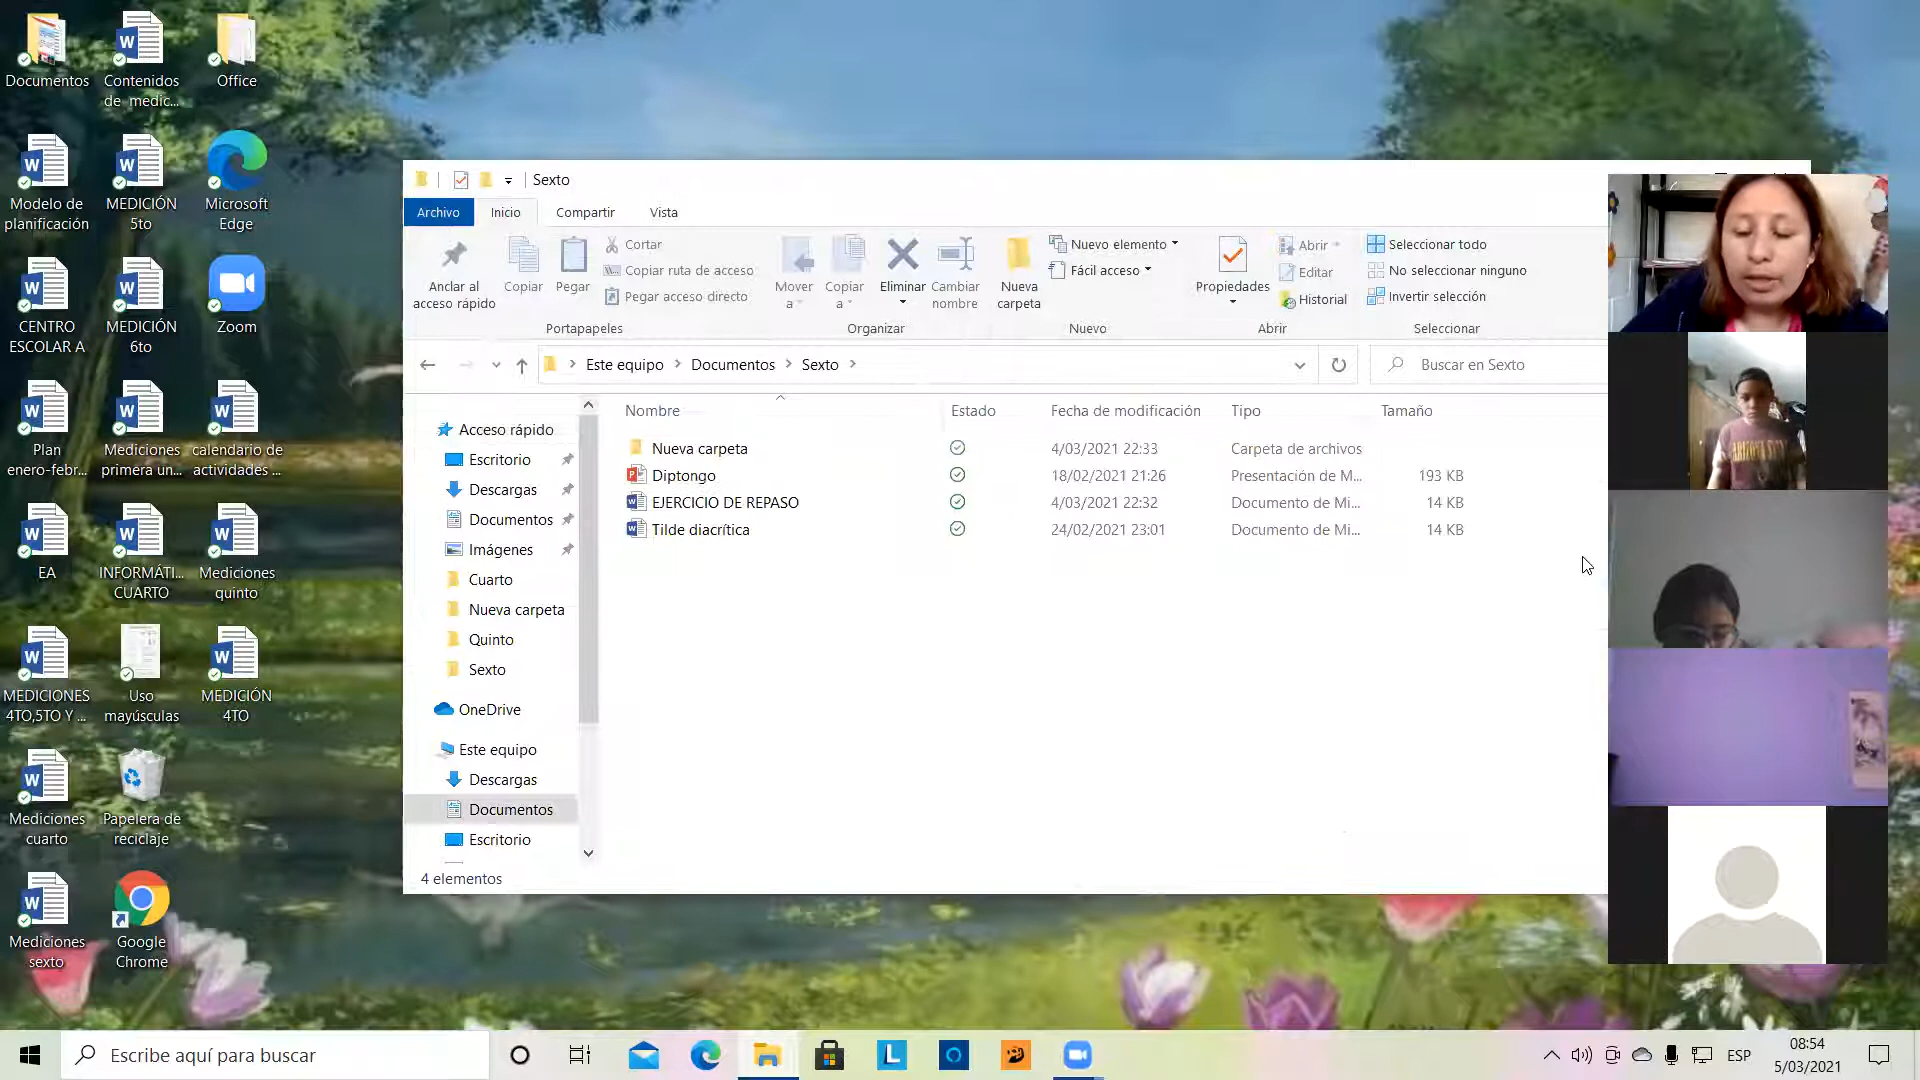 Documentos
Contenidos
de medic...
Office
Modelo de
planificación
MEDICIÓN
5to
Microsoft
Edge
CENTRO
ESCOLAR A
MEDICIÓN
6to
Zoom
Plan
enero-febr...
Mediciones
primera un...
calendario de
actividades ...
EA
INFORMÁTI...
CUARTO
Mediciones
quinto
MEDICIONES
4TO,5TO Y ...
Uso
mayúsculas
MEDICIÓN
4TO
Mediciones
cuarto
Papelera de
reciclaje
Mediciones
sexto
Google
Chrome
Sexto
Archivo
Inicio
Compartir
Vista
Anclar al
acceso rápido
Copiar
Pegar
Cortar
Copiar ruta de acceso
Pegar acceso directo
Portapapeles
Mover
a
Copiar
a
Eliminar
Cambiar
nombre
Organizar
Nueva
carpeta
Nuevo elemento
Fácil acceso
Nuevo
Propiedades
Abrir
Editar
Historial
Abrir
Seleccionar todo
No seleccionar ninguno
Invertir selección
Seleccionar
Este equipo > Documentos > Sexto >
Buscar en Sexto
Acceso rápido
Escritorio
Descargas
Documentos
Imágenes
Cuarto
Nueva carpeta
Quinto
Sexto
OneDrive
Este equipo
Descargas
Documentos
Escritorio
Nombre Estado Fecha de modificación Tipo Tamaño
Nueva carpeta 4/03/2021 22:33 Carpeta de archivos
Diptongo 18/02/2021 21:26 Presentación de M... 193 KB
EJERCICIO DE REPASO 4/03/2021 22:32 Documento de Mi... 14 KB
Tilde diacrítica 24/02/2021 23:01 Documento de Mi... 14 KB
4 elementos
Escribe aquí para buscar
ESP
08:54
5/03/2021